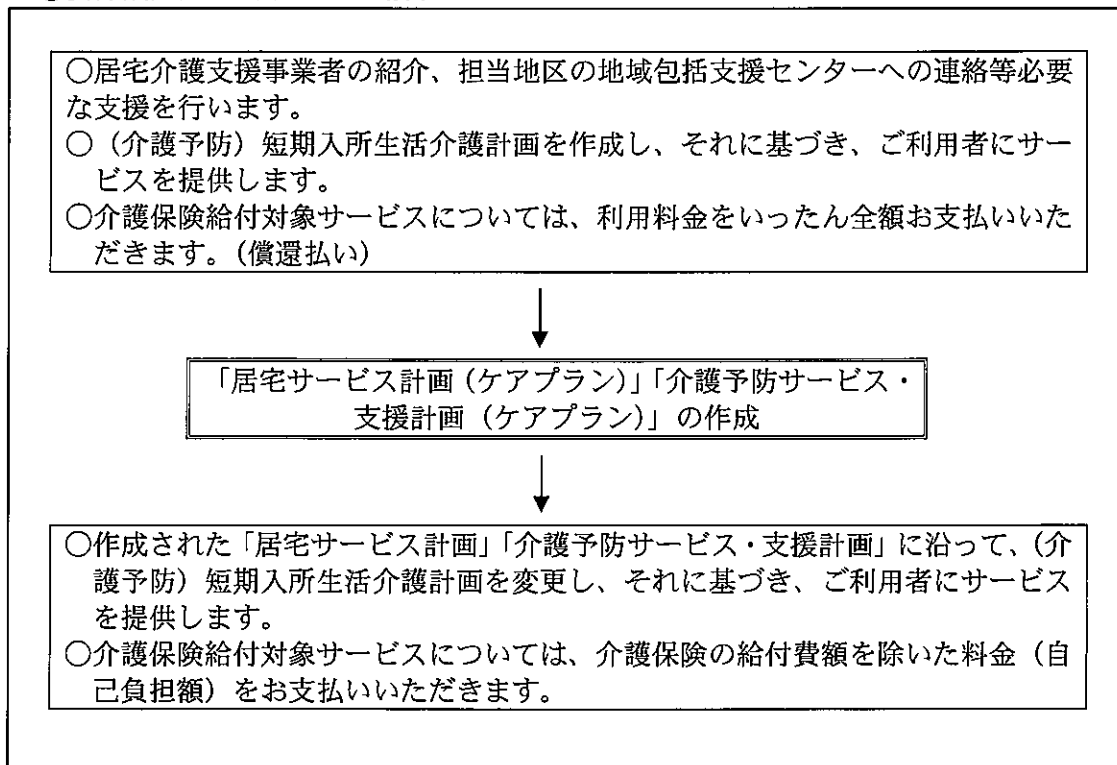 ○居宅介護支援事業者の紹介、担当地区の地域包括支援センターへの連絡等必要
な支援を行います。
○（介護予防）短期入所生活介護計画を作成し、それに基づき、ご利用者にサー
ビスを提供します。
○介護保険給付対象サービスについては、利用料金をいったん全額お支払いいた
だきます。（償還払い）
「居宅サービス計画（ケアプラン）」「介護予防サービス・
支援計画（ケアプラン）」の作成
○作成された「居宅サービス計画」「介護予防サービス・支援計画」に沿って、（介
護予防）短期入所生活介護計画を変更し、それに基づき、ご利用者にサービス
を提供します。
○介護保険給付対象サービスについては、介護保険の給付費額を除いた料金（自
己負担額）をお支払いいただきます。